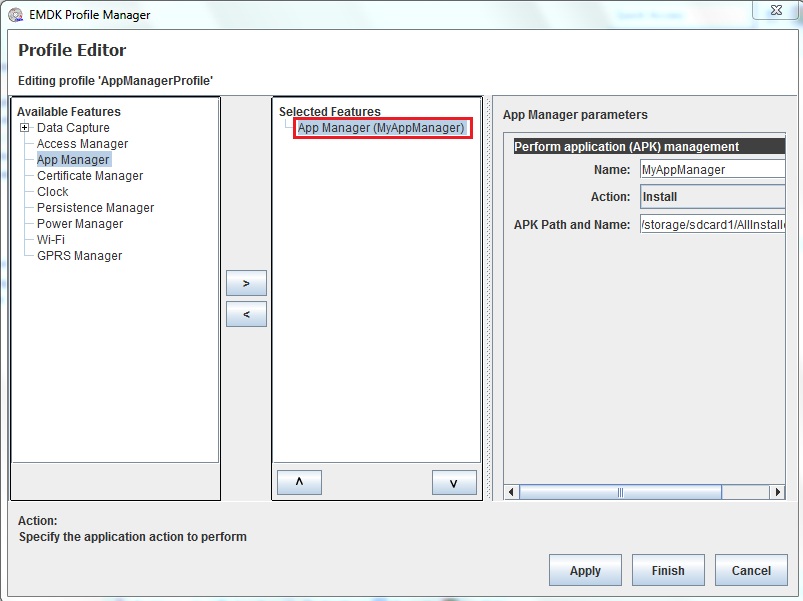 EMDK Profile Manager
Profile Editor
Editing profile 'AppManagerProfile'
Available Features
Data Capture
Access Manager
App Manager
Certificate Manager
Clock
Persistence Manager
Power Manager
Wi-Fi
GPRS Manager
>
<
Selected Features
App Manager (MyAppManager)
^
v
App Manager parameters
Perform application (APK) management
Name: MyAppManager
Action: Install
APK Path and Name: /storage/sdcard1/AllInstalle
Action:
Specify the application action to perform
Apply Finish Cancel